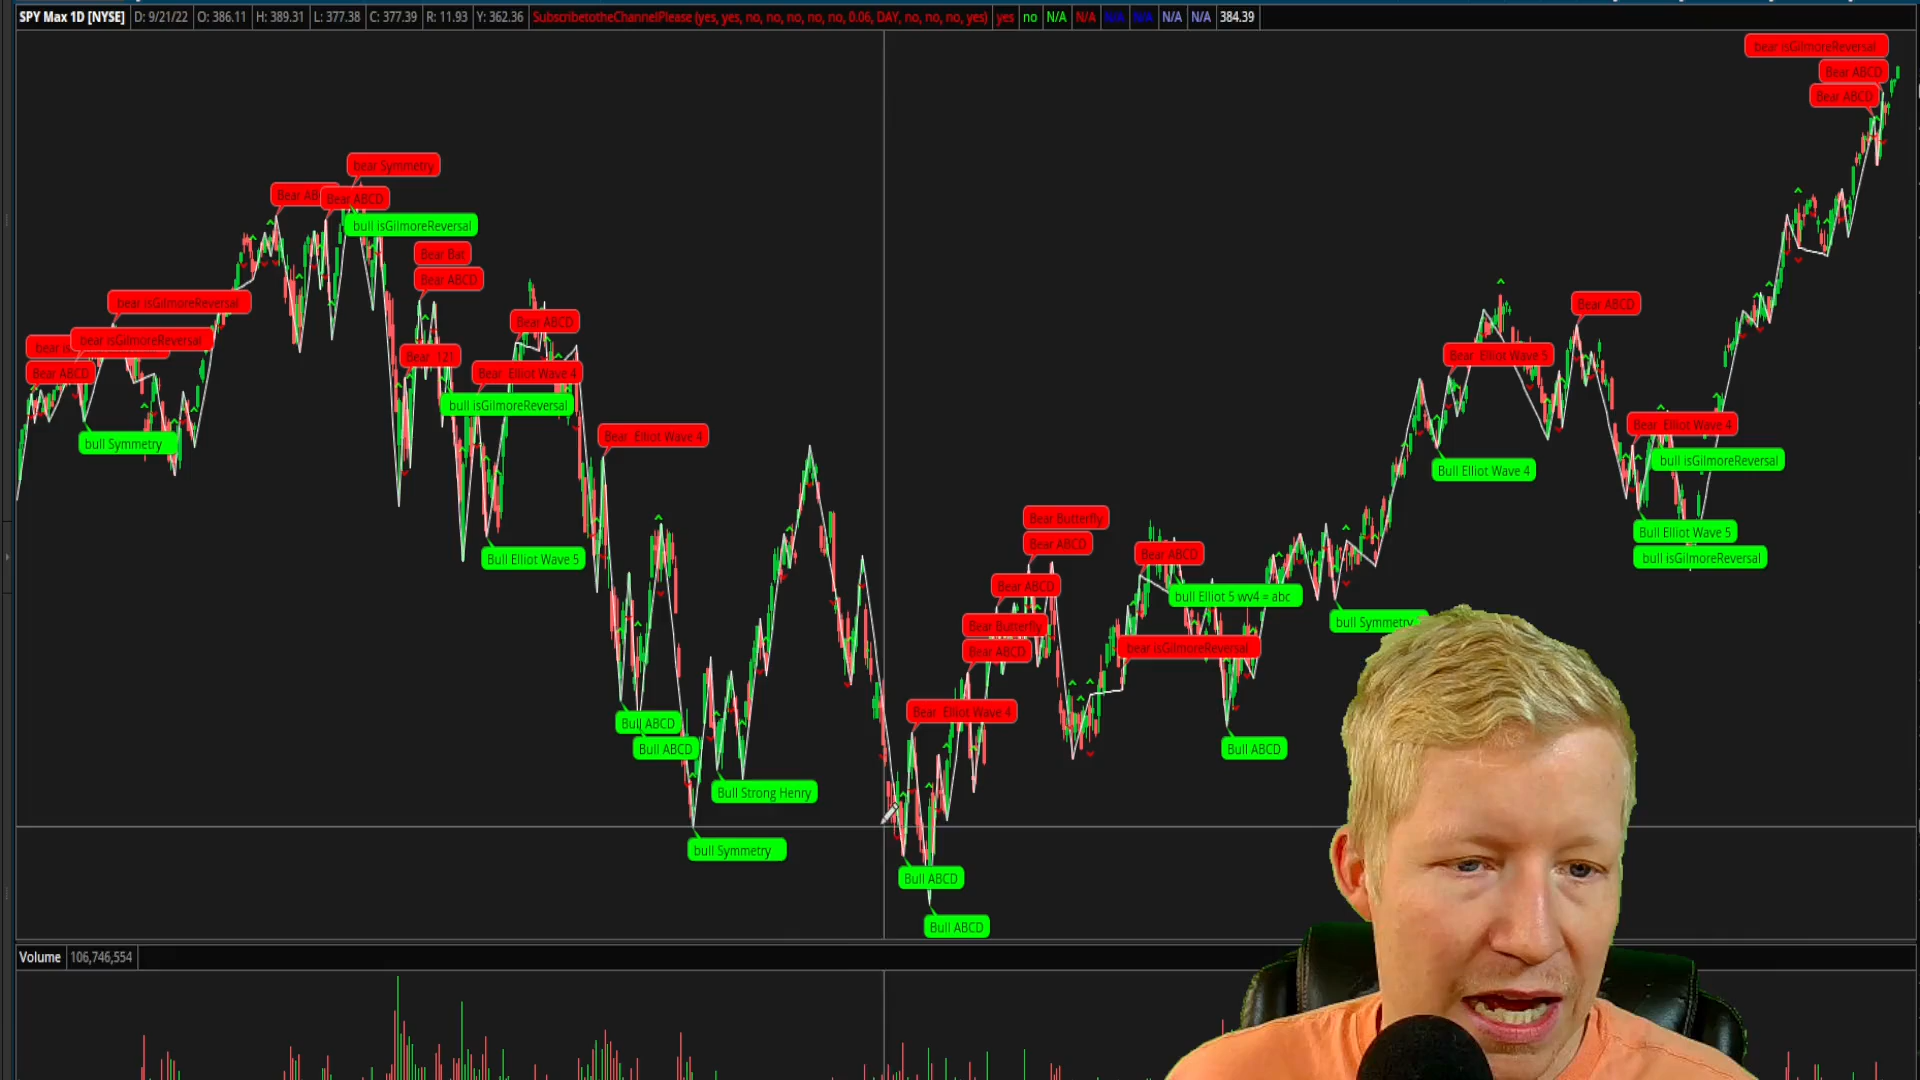 SPY Max 1D [NYSE] D: 9/21/22 O: 386.11 H: 389.31 L: 377.38 C: 377.39 R: 11.93 Y: 362.36 SubscribetotheChannelPlease (yes, yes, no, no, no, no, no, 0.06, DAY, no, no, no, yes) yes no N/A N/A N/A N/A N/A N/A 384.39
bear isGilmoreReversal
Bear ABCD
Bear ABCD
bear Symmetry
Bear AB
Bear ABCD
bull isGilmoreReversal
Bear Bat
Bear ABCD
bear isGilmoreReversal
Bear ABCD
Bear ABCD
bear isGilmoreReversal
Bear 121
Bear Elliot Wave 5
Bear ABCD
Bear Elliot Wave 4
bull isGilmoreReversal
Bear Elliot Wave 4
Bear Elliot Wave 4
bull Symmetry
bull isGilmoreReversal
Bull Elliot Wave 4
Bear Butterfly
Bull Elliot Wave 5
Bear ABCD
Bear ABCD
Bull Elliot Wave 5
bull isGilmoreReversal
Bear ABCD
bull Elliot 5 wv4 = abc
bull Symmetry
Bear Butterfly
Bear ABCD
bear isGilmoreReversal
Bear Elliot Wave 4
Bull ABCD
Bull ABCD
Bull ABCD
Bull Strong Henry
bull Symmetry
Bull ABCD
Bull ABCD
Volume 106,746,554